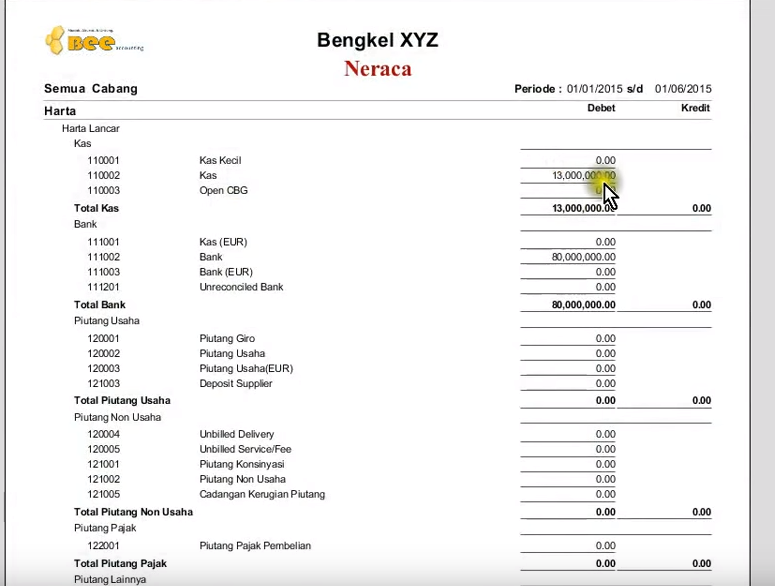 Bee accounting
Bengkel XYZ
Neraca
Semua Cabang Periode : 01/01/2015 s/d 01/06/2015
Harta Debet Kredit
Harta Lancar
Kas
110001 Kas Kecil 0.00
110002 Kas 13,000,000.00
110003 Open CBG
Total Kas 13,000,000.00 0.00
Bank
111001 Kas (EUR) 0.00
111002 Bank 80,000,000.00
111003 Bank (EUR) 0.00
111201 Unreconciled Bank 0.00
Total Bank 80,000,000.00 0.00
Piutang Usaha
120001 Piutang Giro 0.00
120002 Piutang Usaha 0.00
120003 Piutang Usaha(EUR) 0.00
121003 Deposit Supplier 0.00
Total Piutang Usaha 0.00 0.00
Piutang Non Usaha
120004 Unbilled Delivery 0.00
120005 Unbilled Service/Fee 0.00
121001 Piutang Konsinyasi 0.00
121002 Piutang Non Usaha 0.00
121005 Cadangan Kerugian Piutang 0.00
Total Piutang Non Usaha 0.00 0.00
Piutang Pajak
122001 Piutang Pajak Pembelian 0.00
Total Piutang Pajak 0.00 0.00
Piutang Lainnya